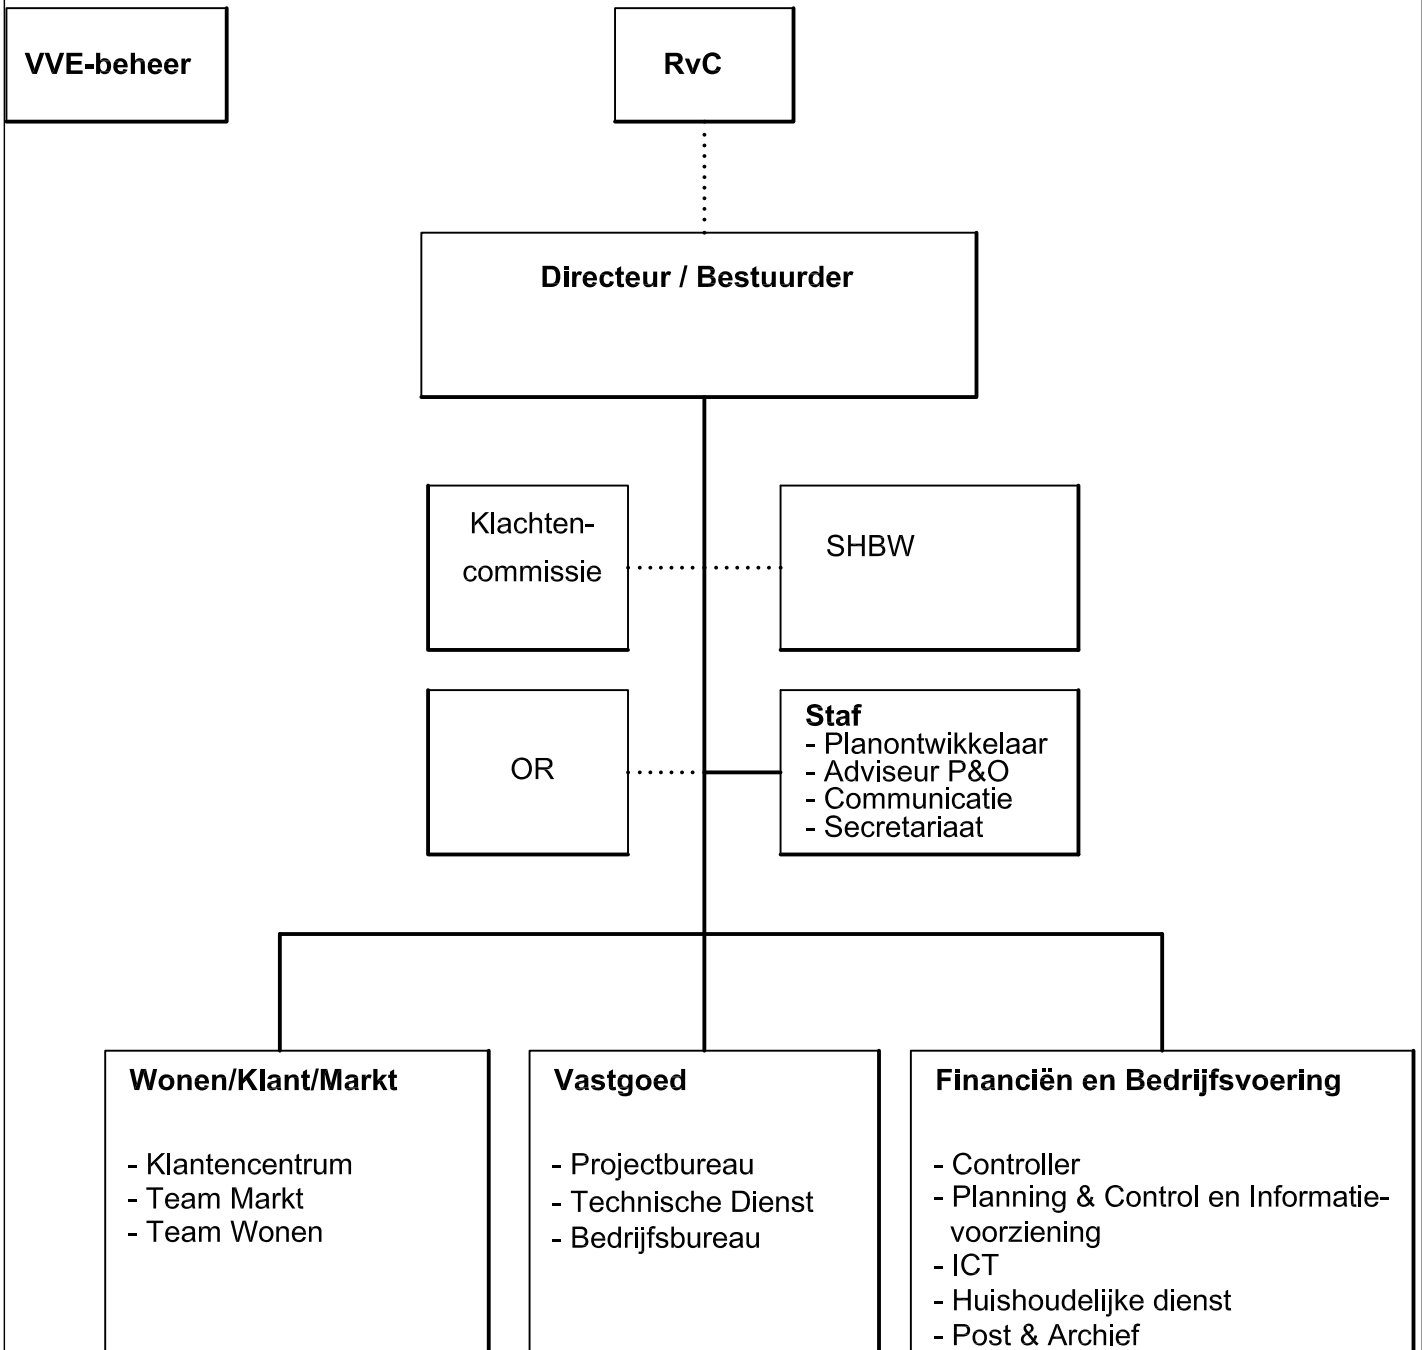 VVE-beheer
RvC
Directeur / Bestuurder
Klachten-
commissie
SHBW
OR
Staf
- Planontwikkelaar
- Adviseur P&O
- Communicatie
- Secretariaat
Wonen/Klant/Markt
- Klantencentrum
- Team Markt
- Team Wonen
Vastgoed
- Projectbureau
- Technische Dienst
- Bedrijfsbureau
Financiën en Bedrijfsvoering
- Controller
- Planning & Control en Informatie-
voorziening
- ICT
- Huishoudelijke dienst
- Post & Archief